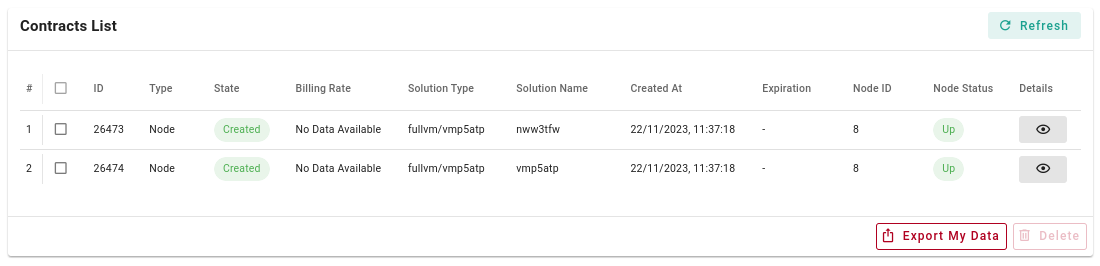 Contracts List
Refresh
# ID Type State Billing Rate Solution Type Solution Name Created At Expiration Node ID Node Status Details
1 26473 Node Created No Data Available fullvm/vmp5atp nww3tfw 22/11/2023, 11:37:18 - 8 Up
2 26474 Node Created No Data Available fullvm/vmp5atp vmp5atp 22/11/2023, 11:37:18 - 8 Up
Export My Data Delete